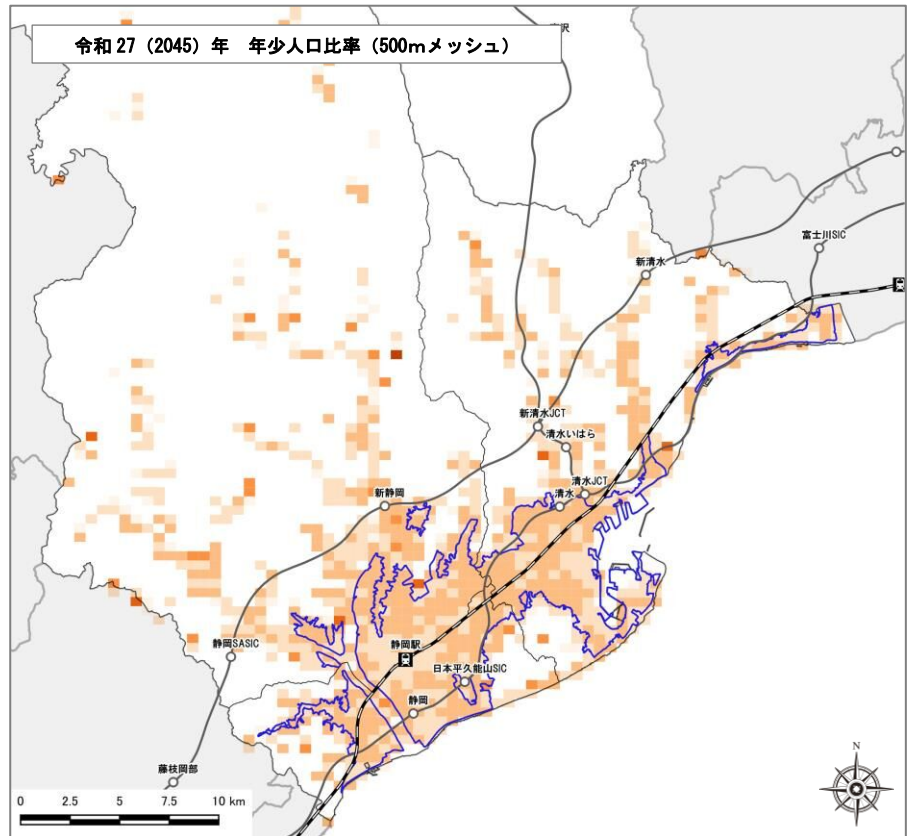 令和27（2045）年　年少人口比率（500mメッシュ）
沢
富士川SIC
新清水
新清水JCT
清水いはら
清水JCT
新静岡
清水
静岡駅
静岡SASIC
日本平久能山SIC
静岡
藤枝岡部
N
0 2.5 5 7.5 10 km